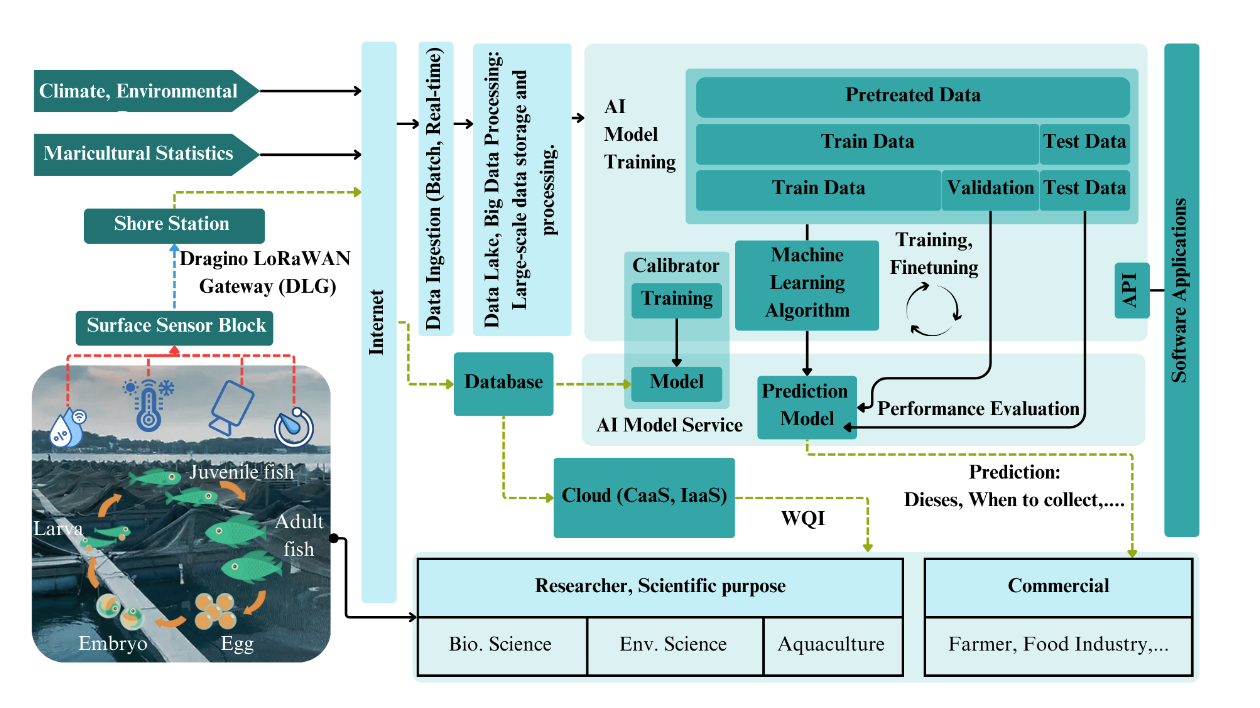 Climate, Environmental
Maricultural Statistics
Shore Station
Dragino LoRaWAN
Gateway (DLG)
Surface Sensor Block
%
Juvenile fish
Larva
Adult
fish
Embryo
Egg
Internet
Data Ingestion (Batch, Real-time)
Data Lake, Big Data Processing:
Large-scale data storage and
processing.
AI
Model
Training
Pretreated Data
Train Data
Test Data
Train Data
Validation
Test Data
Calibrator
Training
Machine
Learning
Algorithm
Training,
Finetuning
API
Software Applications
Database
Model
AI Model Service
Prediction
Model
Performance Evaluation
Cloud (CaaS, IaaS)
WQI
Prediction:
Dieses, When to collect,....
Researcher, Scientific purpose
Bio. Science
Env. Science
Aquaculture
Commercial
Farmer, Food Industry,...